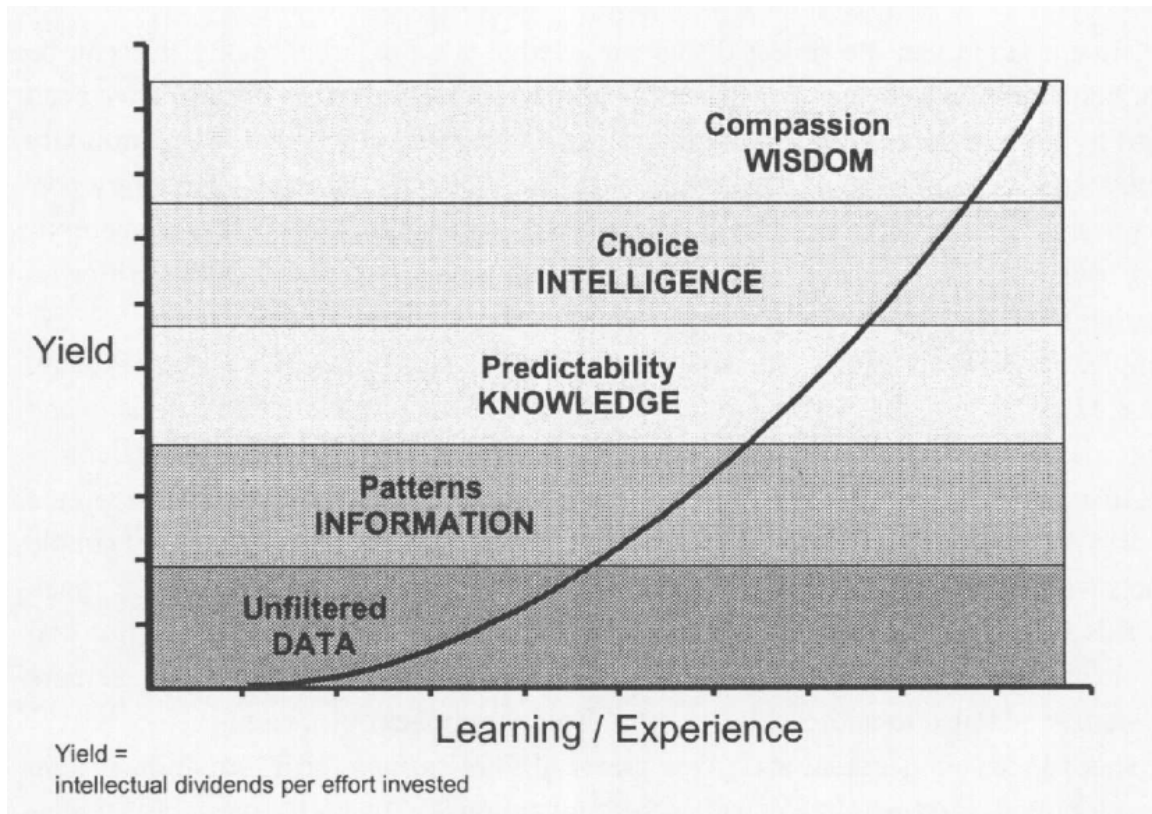 Compassion
WISDOM
Choice
INTELLIGENCE
Yield
Predictability
KNOWLEDGE
Patterns
INFORMATION
Unfiltered
DATA
Learning / Experience
Yield =
intellectual dividends per effort invested